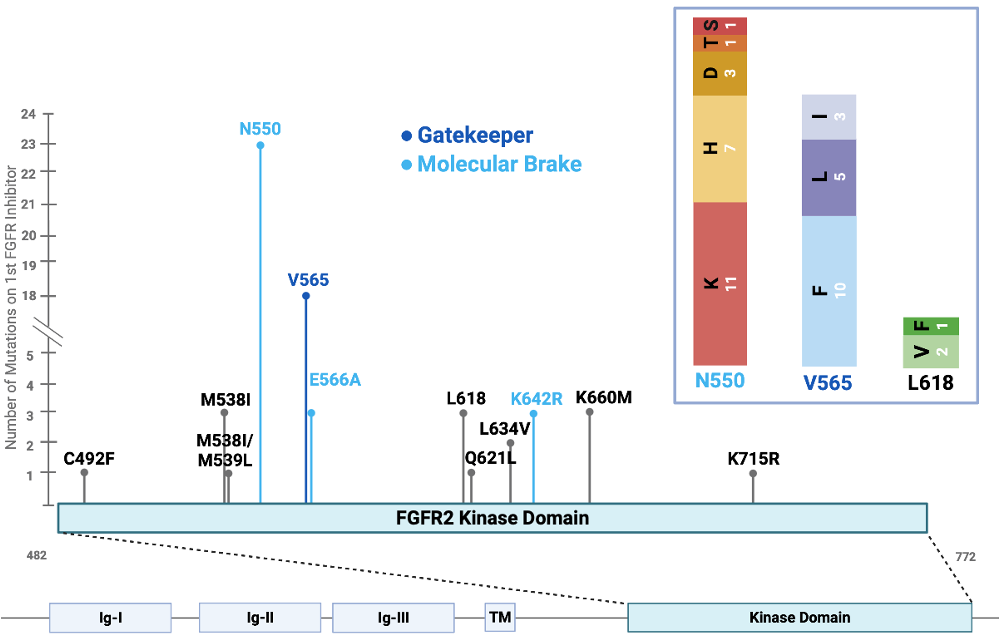 Number of Mutations on 1st FGFR Inhibitor
24
23
22
21
20
19
18
5
4
3
2
1
N550
V565
E566A
Gatekeeper
Molecular Brake
C492F
M538I
M538I/
M539L
L618
Q621L
L634V
K642R
K660M
K715R
S 1
T 1
D 3
H 7
K 11
N550
I 3
L 5
F 10
V565
F 1
V 2
L618
FGFR2 Kinase Domain
482
772
Ig-I
Ig-II
Ig-III
TM
Kinase Domain